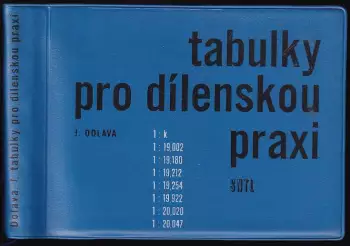 Dolava / tabulky pro dílenskou praxi
tabulky
pro dílenskou
praxi
J. DOLAVA
SNTL
1 : k
1 : 19,002
1 : 19,180
1 : 19,212
1 : 19,254
1 : 19,922
1 : 20,020
1 : 20,047